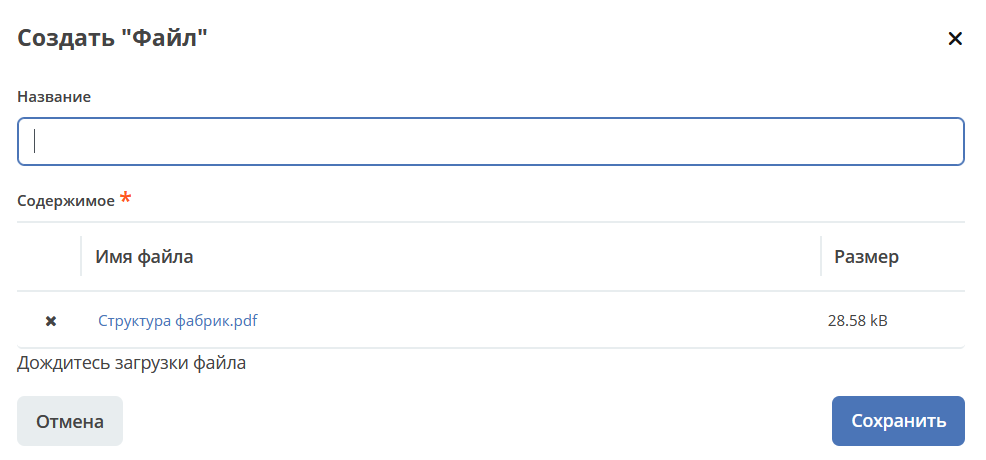 Создать "Файл"
Название
Содержимое *
Имя файла Размер
Структура фабрик.pdf 28.58 kB
Дождитесь загрузки файла
Отмена Сохранить